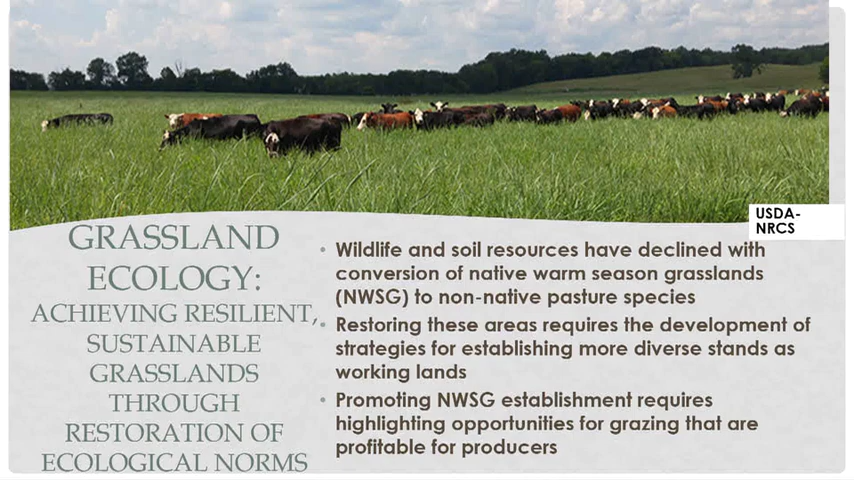 USDA-
NRCS
GRASSLAND
ECOLOGY:
ACHIEVING RESILIENT,
SUSTAINABLE
GRASSLANDS
THROUGH
RESTORATION OF
ECOLOGICAL NORMS
• Wildlife and soil resources have declined with
conversion of native warm season grasslands
(NWSG) to non-native pasture species
• Restoring these areas requires the development of
strategies for establishing more diverse stands as
working lands
• Promoting NWSG establishment requires
highlighting opportunities for grazing that are
profitable for producers